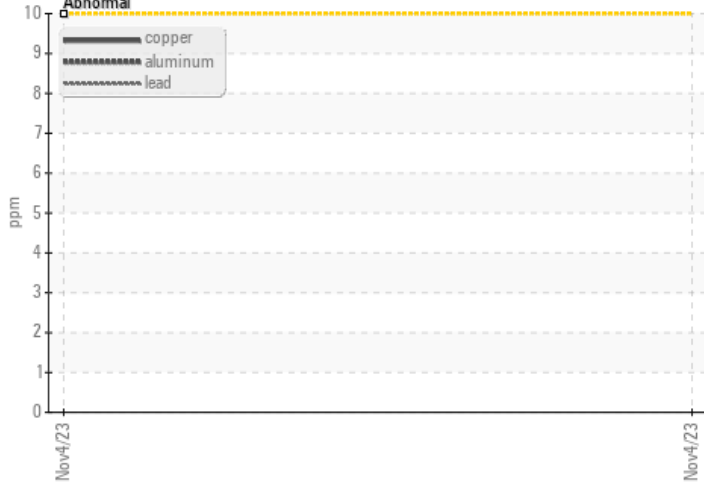 Abnormal
10
copper
9
aluminum
lead
8
7
6
ppm
5
4
3
2
1
0
Nov4/23
Nov4/23